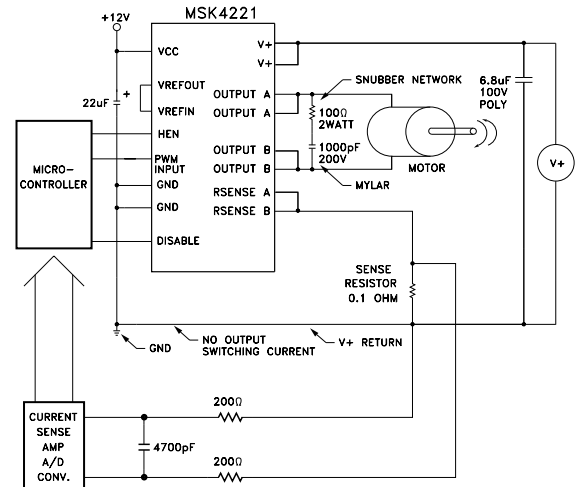 MSK4221
+12V
VCC
V+
V+
VREFOUT
VREFIN
22uF
+
OUTPUT A
OUTPUT A
SNUBBER NETWORK
6.8uF
100V
POLY
100Ω
2WATT
HEN
PWM
INPUT
GND
GND
DISABLE
MICRO-
CONTROLLER
OUTPUT B
OUTPUT B
1000pf
200V
MOTOR
MYLAR
V+
RSENSE A
RSENSE B
SENSE
RESISTOR
0.1 OHM
GND
NO OUTPUT
SWITCHING CURRENT
V+ RETURN
CURRENT
SENSE
AMP
A/D
CONV.
200Ω
4700pF
200Ω